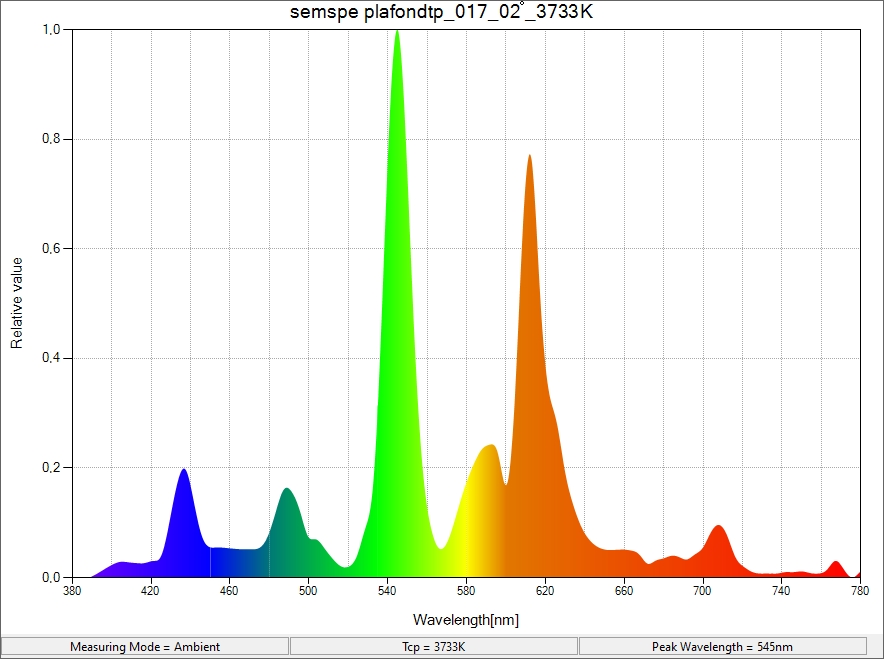 semspe plafondtp_017_02°_3733K
1,0
0,8
0,6
0,4
0,2
0,0
Relative value
380 420 460 500 540 580 620 660 700 740 780
Wavelength[nm]
Measuring Mode = Ambient Tcp = 3733K Peak Wavelength = 545nm